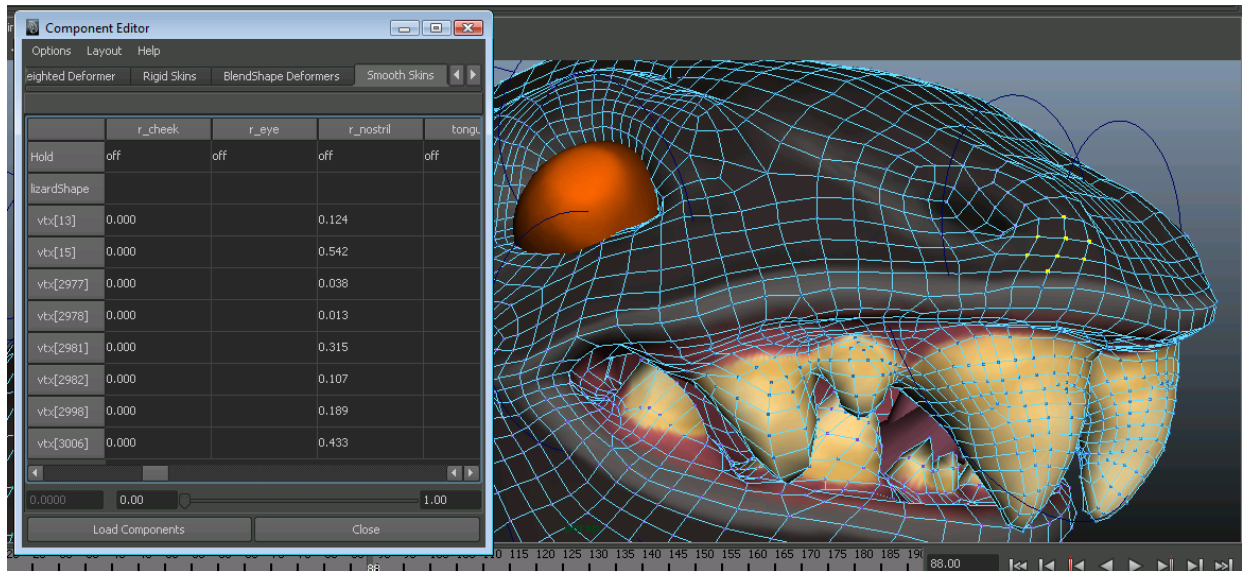 Component Editor
Options Layout Help
eighted Deformer Rigid Skins BlendShape Deformers Smooth Skins
r_cheek r_eye r_nostril tongu
Hold off off off off
lizardShape
vtx[13] 0.000 0.124
vtx[15] 0.000 0.542
vtx[2977] 0.000 0.038
vtx[2978] 0.000 0.013
vtx[2981] 0.000 0.315
vtx[2982] 0.000 0.107
vtx[2998] 0.000 0.189
vtx[3006] 0.000 0.433
0.0000 0.00 1.00
Load Components Close
115 120 125 130 135 140 145 150 155 160 165 170 175 180 185
88 88.00